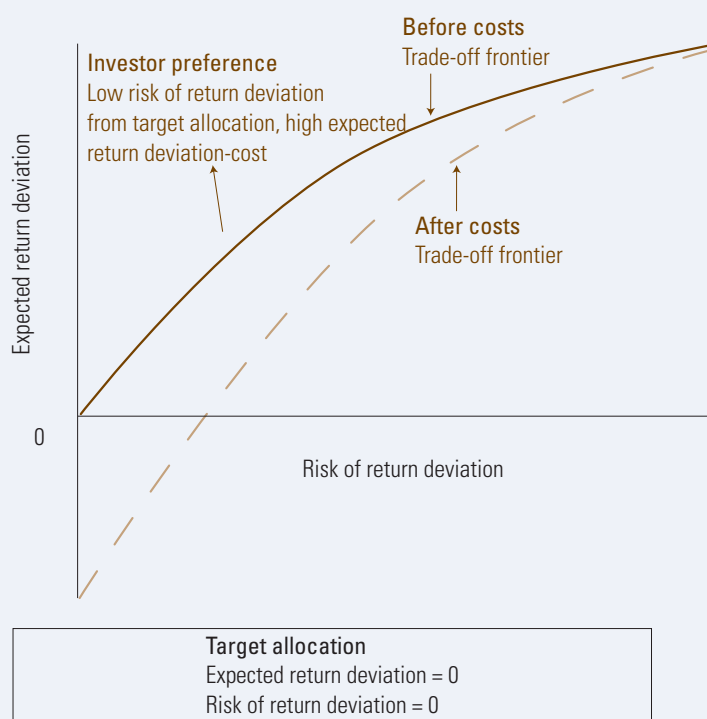 Before costs
Trade-off frontier
Investor preference
Low risk of return deviation
from target allocation, high expected
return deviation-cost
After costs
Trade-off frontier
Expected return deviation
0
Risk of return deviation
Target allocation
Expected return deviation = 0
Risk of return deviation = 0